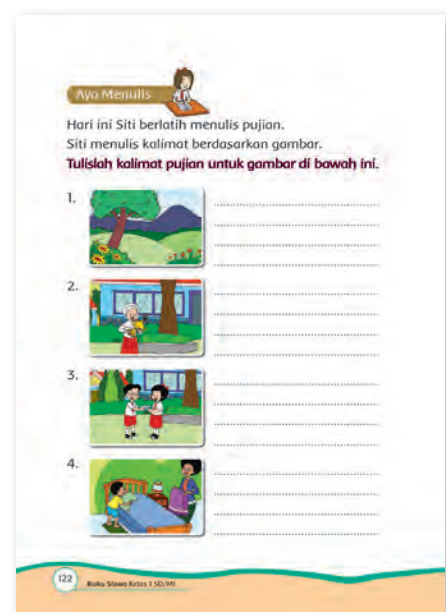 Ayo Menulis
Hari ini Siti berlatih menulis pujian.
Siti menulis kalimat berdasarkan gambar.
Tulislah kalimat pujian untuk gambar di bawah ini.
1.
2.
3.
4.
122 Buku Siswa Kelas I SD/MI